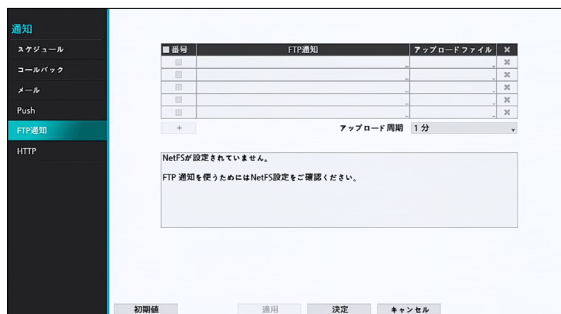 通知
スケジュール
コールバック
メール
Push
FTP通知
HTTP
番号 FTP通知 アップロードファイル
アップロード周期 1 分
NetFSが設定されていません。
FTP 通知を使うためにはNetFS設定をご確認ください。
初期値 適用 決定 キャンセル